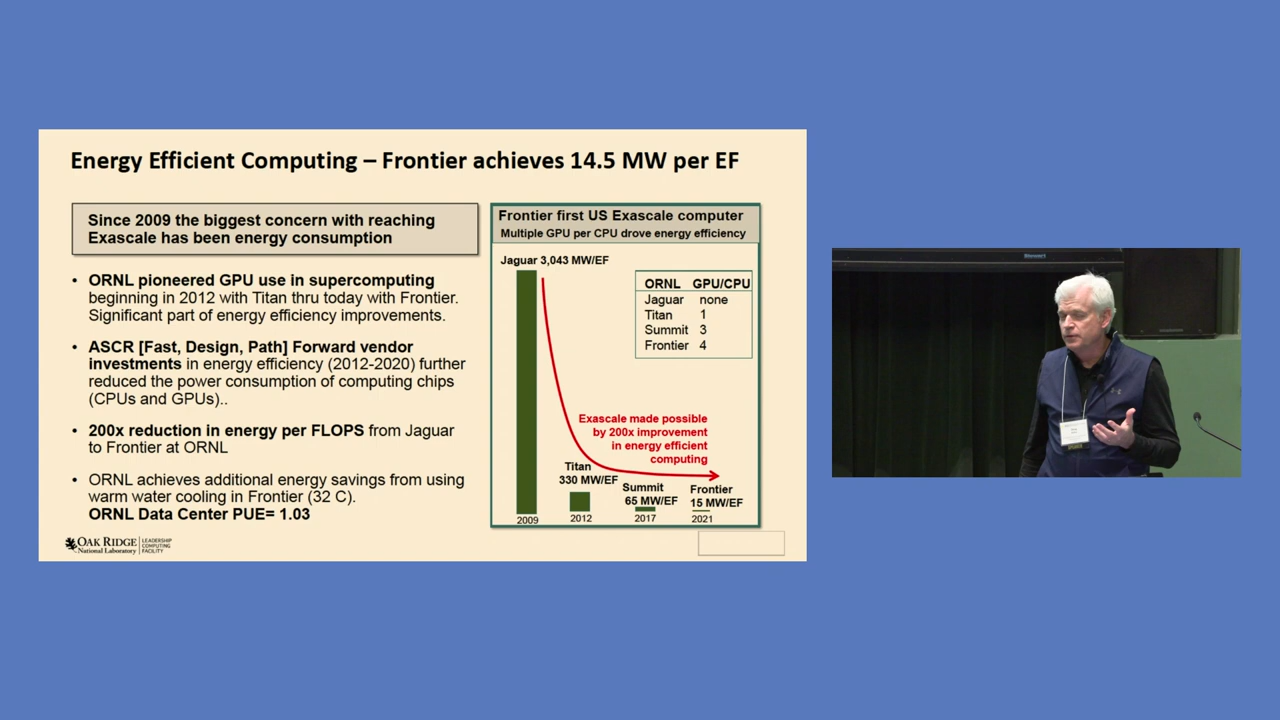 Energy Efficient Computing – Frontier achieves 14.5 MW per EF
Since 2009 the biggest concern with reaching
Exascale has been energy consumption
• ORNL pioneered GPU use in supercomputing
beginning in 2012 with Titan thru today with Frontier.
Significant part of energy efficiency improvements.
• ASCR [Fast, Design, Path] Forward vendor
investments in energy efficiency (2012-2020) further
reduced the power consumption of computing chips
(CPUs and GPUs)..
• 200x reduction in energy per FLOPS from Jaguar
to Frontier at ORNL
• ORNL achieves additional energy savings from using
warm water cooling in Frontier (32 C).
ORNL Data Center PUE= 1.03
Frontier first US Exascale computer
Multiple GPU per CPU drove energy efficiency
Jaguar 3,043 MW/EF
ORNL GPU/CPU
Jaguar none
Titan 1
Summit 3
Frontier 4
Exascale made possible
by 200x improvement
in energy efficient
computing
Titan
330 MW/EF
Summit
65 MW/EF
Frontier
15 MW/EF
2009
2012
2017
2021
OAK RIDGE
National Laboratory
LEADERSHIP
COMPUTING
FACILITY
Stewart